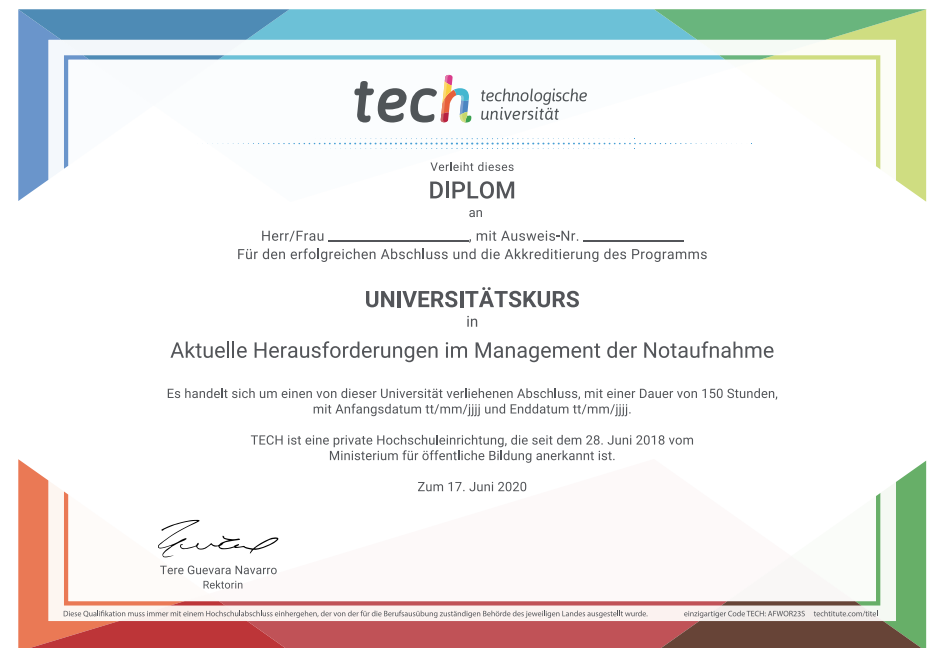 tech technologische
universität
Verleiht dieses
DIPLOM
an
Herr/Frau ____________________, mit Ausweis-Nr. ______________
Für den erfolgreichen Abschluss und die Akkreditierung des Programms
UNIVERSITÄTSKURS
in
Aktuelle Herausforderungen im Management der Notaufnahme
Es handelt sich um einen von dieser Universität verliehenen Abschluss, mit einer Dauer von 150 Stunden,
mit Anfangsdatum tt/mm/jjjj und Enddatum tt/mm/jjjj.
TECH ist eine private Hochschuleinrichtung, die seit dem 28. Juni 2018 vom
Ministerium für öffentliche Bildung anerkannt ist.
Zum 17. Juni 2020
Tere Guevara Navarro
Rektorin
Diese Qualifikation muss immer mit einem Hochschulabschluss einhergehen, der von der für die Berufsausübung zuständigen Behörde des jeweiligen Landes ausgestellt wurde. einzigartiger Code TECH: AFWOR235 techtitute.com/titel